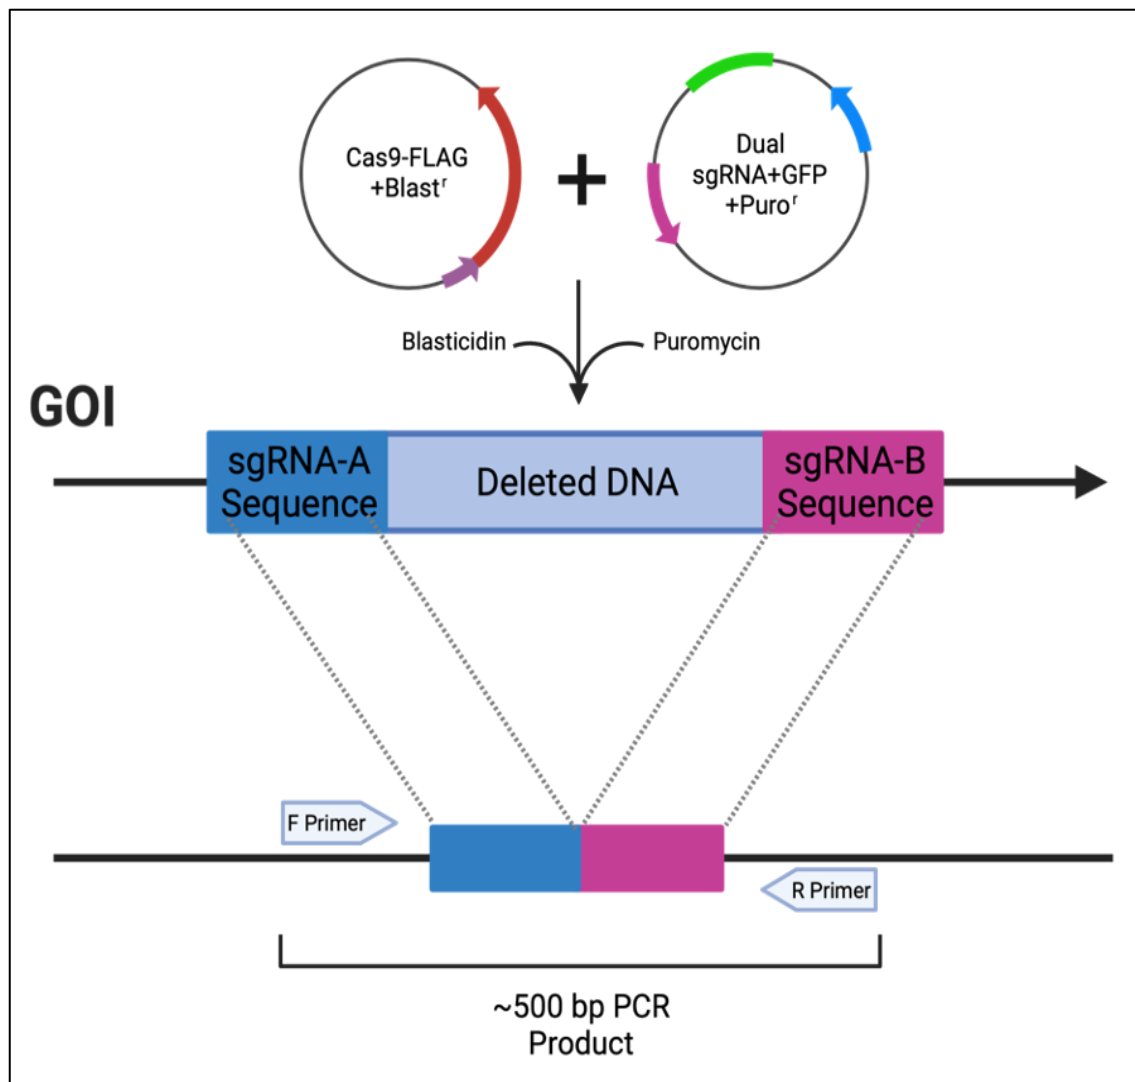 Cas9-FLAG
+Blastʳ
Dual
sgRNA+GFP
+Puroʳ
Blasticidin
Puromycin
GOI
sgRNA-A
Sequence
Deleted DNA
sgRNA-B
Sequence
F Primer
R Primer
~500 bp PCR
Product